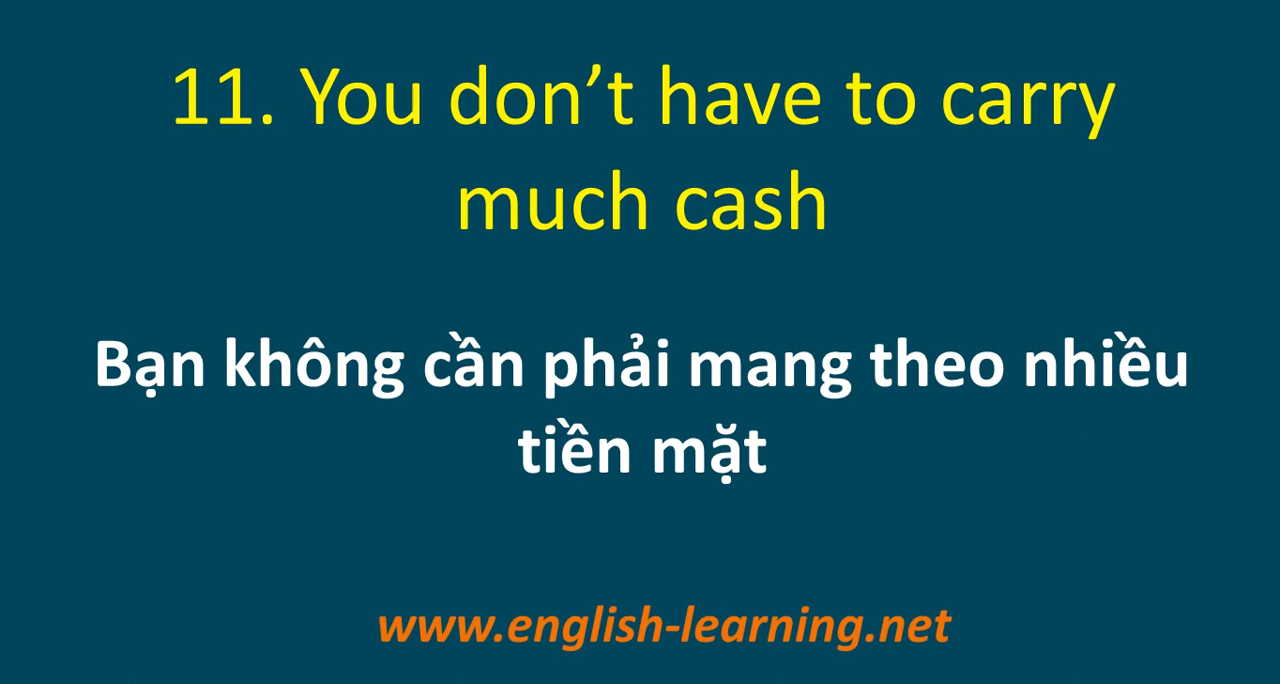 11. You don’t have to carry
much cash
Bạn không cần phải mang theo nhiều
tiền mặt
www.english-learning.net